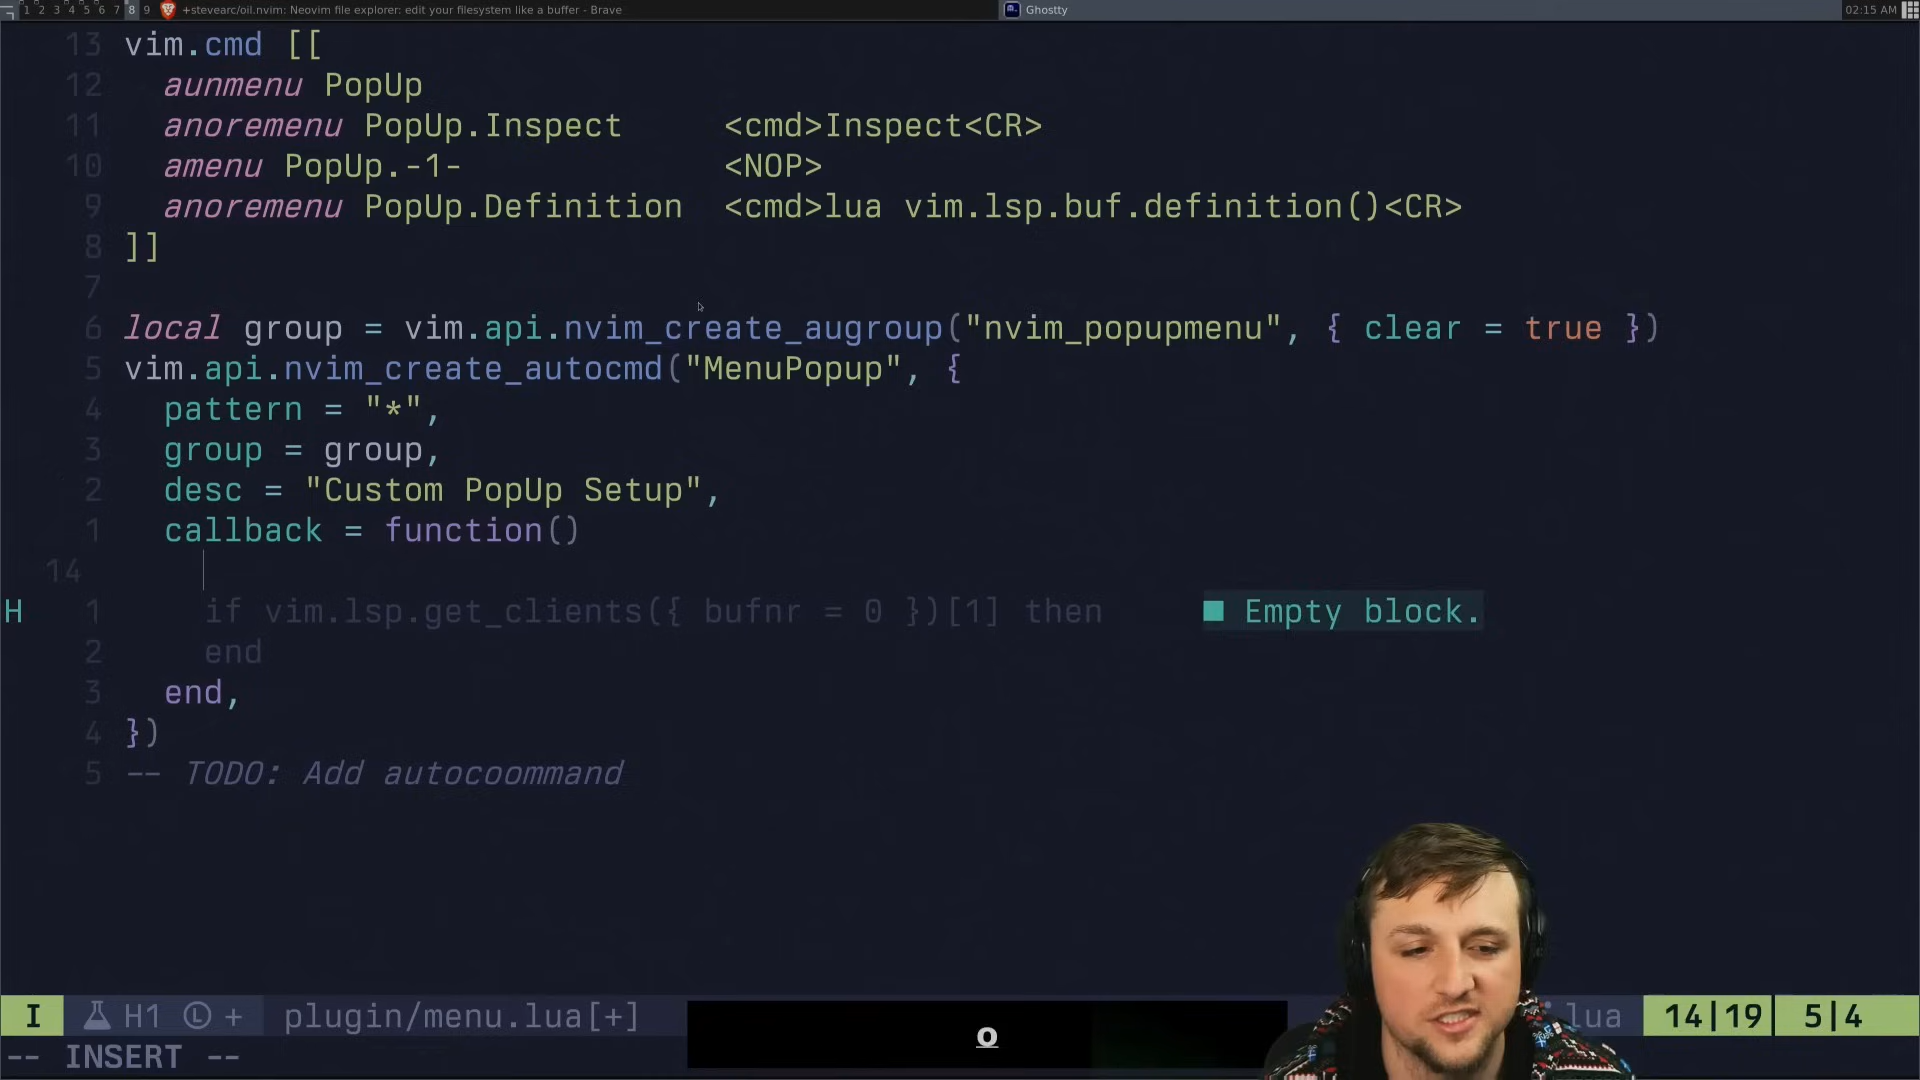 1 2 3 4 5 6 7 8 9 +stevearc/oil.nvim: Neovim file explorer: edit your filesystem like a buffer - Brave Ghostty 02:15 AM
13 vim.cmd [[
12 aunmenu PopUp
11 anoremenu PopUp.Inspect <cmd>Inspect<CR>
10 amenu PopUp.-1- <NOP>
9 anoremenu PopUp.Definition <cmd>lua vim.lsp.buf.definition()<CR>
8 ]]
7
6 local group = vim.api.nvim_create_augroup("nvim_popupmenu", { clear = true })
5 vim.api.nvim_create_autocmd("MenuPopup", {
4 pattern = "*",
3 group = group,
2 desc = "Custom PopUp Setup",
1 callback = function()
14
H 1 if vim.lsp.get_clients({ bufnr = 0 })[1] then ■ Empty block.
2 end
3 end,
4 })
5 -- TODO: Add autocoommand
I H1 L + plugin/menu.lua[+] o lua 14|19 5|4
-- INSERT --